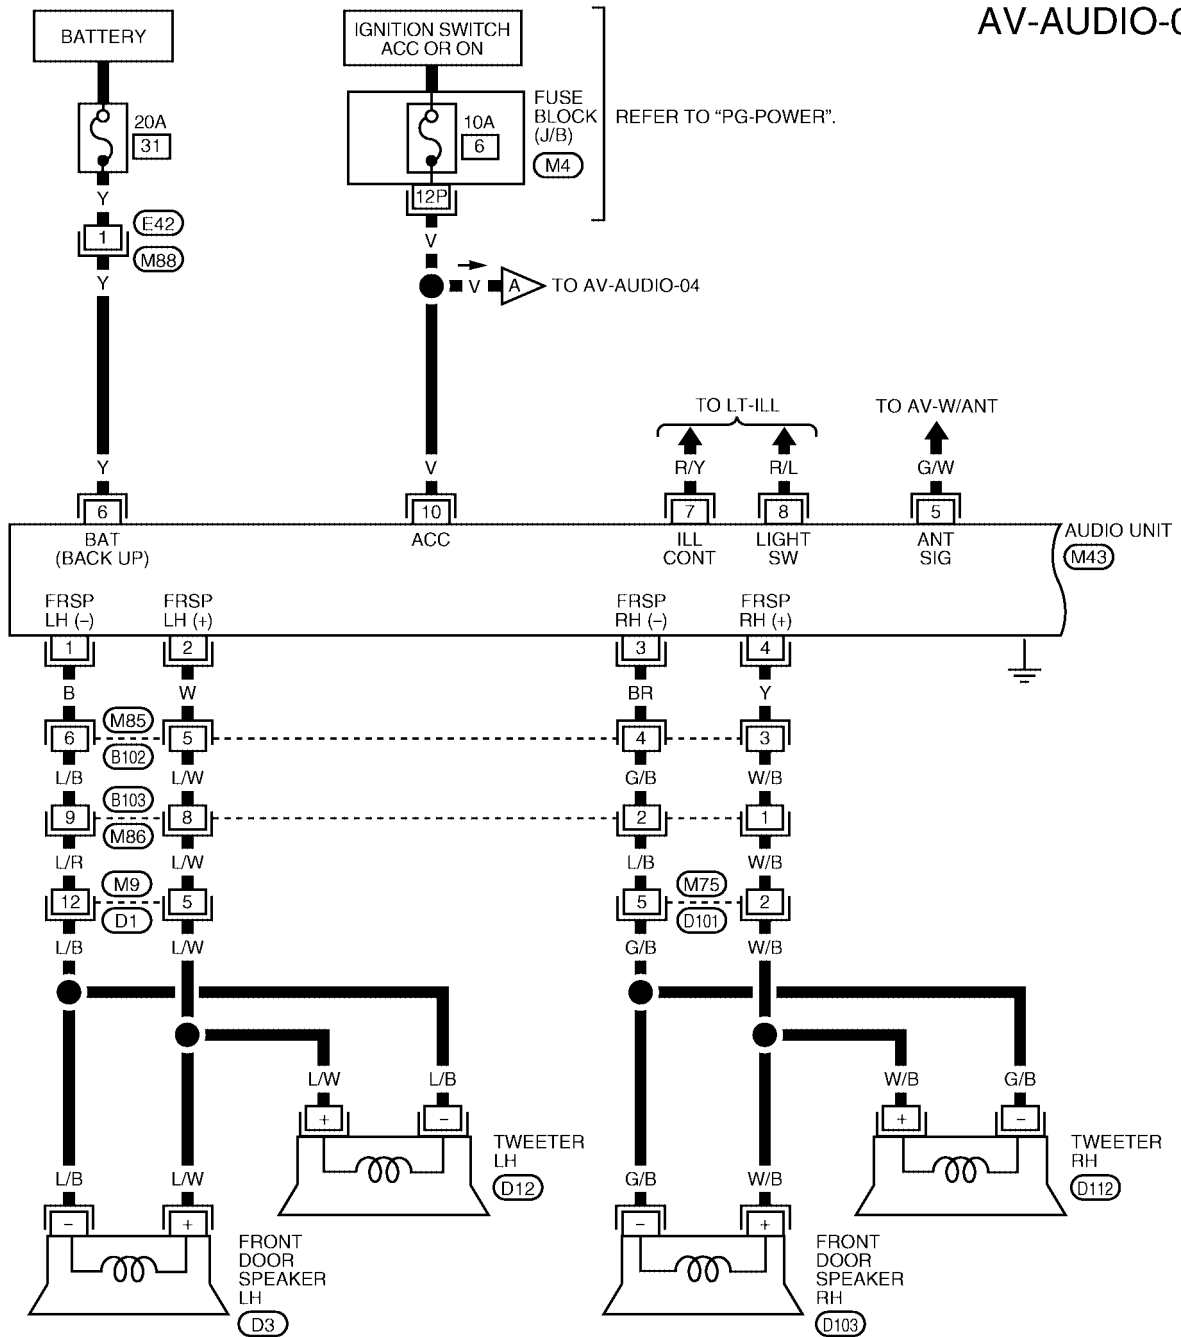 AV-AUDIO-0
BATTERY
IGNITION SWITCH
ACC OR ON
20A
31
10A
6
FUSE
BLOCK
(J/B)
M4
REFER TO “PG-POWER”.
12P
Y
1
E42
M88
Y
V
V
A
TO AV-AUDIO-04
TO LT-ILL
TO AV-W/ANT
Y
V
R/Y
R/L
G/W
6
10
7
8
5
BAT
(BACK UP)
ACC
ILL
CONT
LIGHT
SW
ANT
SIG
AUDIO UNIT
M43
FRSP
LH (–)
FRSP
LH (+)
FRSP
RH (–)
FRSP
RH (+)
1
2
3
4
B
W
BR
Y
6
M85
B102
5
4
3
L/B
L/W
G/B
W/B
9
B103
M86
8
2
1
L/R
L/W
L/B
W/B
12
M9
D1
5
5
M75
D101
2
L/B
L/W
G/B
W/B
L/W
L/B
W/B
G/B
+
–
+
–
TWEETER
LH
D12
TWEETER
RH
D112
L/B
L/W
G/B
W/B
–
+
–
+
FRONT
DOOR
SPEAKER
LH
D3
FRONT
DOOR
SPEAKER
RH
D103